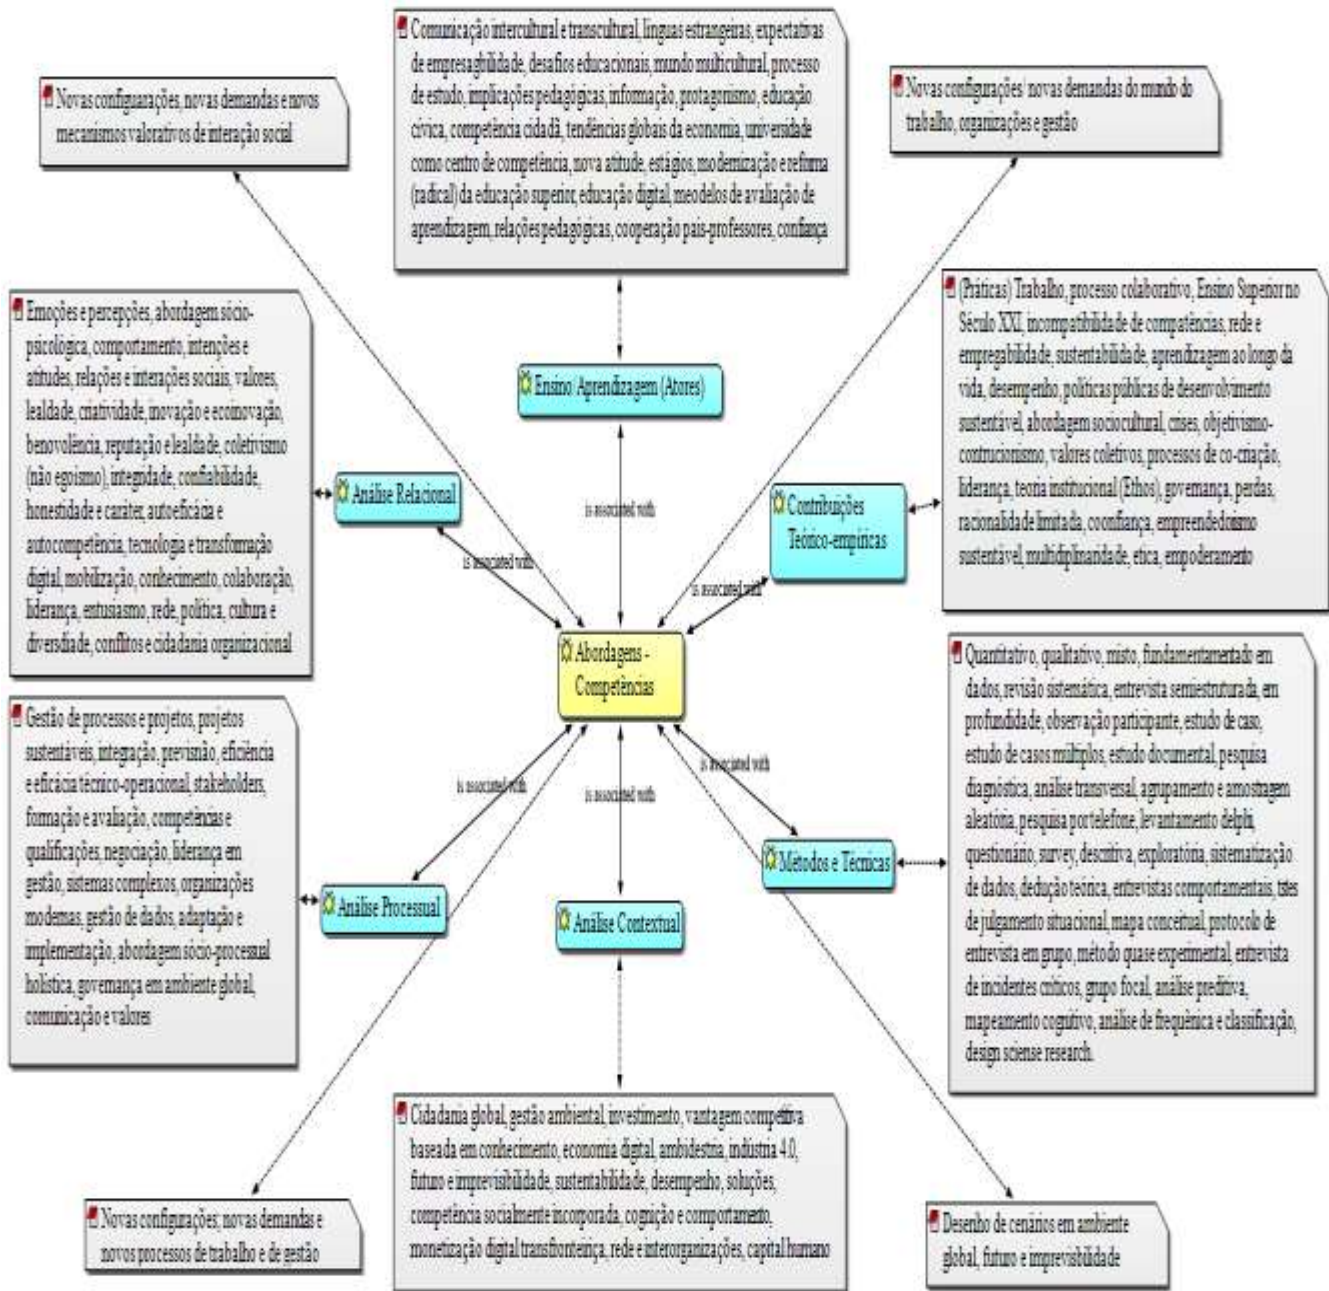 Comunicação intercultural e transcultural, línguas estrangeiras, expectativas
de empresagbilidade, desafios educacionais, mundo multicultural, processo
de estudo, implicações pedagógicas, informação, protagonismo, educação
cívica, competência cidadã, tendências globais da economia, universidade
como centro de competência, nova atitude, estágios, modernização e reforma
(radical) da educação superior, educação digital, meodelos de avaliação de
aprendizagem, relações pedagógicas, cooperação pais-professores, confiança
Novas configuarações, novas demandas e novos
mecanismos valorativos de interação social
Novas configurações/ novas demandas do mundo do
trabalho, organizações e gestão
Emoções e percepções, abordagem sócio-
psicológica, comportamento, intenções e
atitudes, relações e interações sociais, valores,
lealdade, criatividade, inovação e ecoinovação,
benovolência, reputação e lealdade, coletivismo
(não egoísmo), integridade, confiabilidade,
honestidade e caráter, autoeficácia e
autocompetência, tecnologia e transformação
digital, mobilização, conhecimento, colaboração,
liderança, entusiasmo, rede, política, cultura e
diversdiade, conflitos e cidadania organizacional
(Práticas) Trabalho, processo colaborativo, Ensino Superior no
Século XXI, incompatibilidade de compatências, rede e
empregabilidade, sustentabilidade, aprendizagem ao longo da
vida, desempenho, políticas públicas de desenvolvimento
sustentável, abordagem sociocultural, crises, objetivismo-
contrucionismo, valores coletivos, processos de co-criação,
liderança, teoria institucional (Ethos), governança, perdas,
racionalidade limitada, coonfiança, empreendedorismo
sustentável, multidiplinaridade, etica, empoderamento
Ensino Aprendizagem (Atores)
Análise Relacional
Contribuições
Teórico-empíricas
is associated with
is associated with
is associated with
Abordagens -
Competências
Gestão de processos e projetos, projetos
sustentáveis, integração, previsnão, eficiência
e eficácia técnico-operacional, stakeholders,
formação e avaliação, competências e
qualificações, negociação, liderança em
gestão, sistemas complexos, organizações
modernas, gestão de dados, adaptação e
implementação, abordagem sócio-processual
holística, governança em ambiente global,
comunicação e valores
Quantitativo, qualitativo, misto, fundamentamentado em
dados, revisão sistemática, entrevista semiestruturada, em
profundidade, observação participante, estudo de caso,
estudo de casos múltiplos, estudo documental, pesquisa
diagnóstica, análise transversal, agrupamento e amostragem
aleatória, pesquisa por telefone, levantamento delphi,
questionário, survey, descritiva, exploratória, sistematização
de dados, dedução teórica, entrevistas comportamentais, tstes
de julgamento situacional, mapa concertual, protocolo de
entrevista em grupo, método quase experimental, entrevista
de incidentes críticos, grupo focal, análise preditiva,
mapeamento cognitivo, análise de frequênica e classificação,
design sciense research.
is associated with
is associated with
is associated with
Análise Processual
Análise Contextual
Métodos e Técnicas
Cidadania global, gestão ambiental, investimento, vantagem competitiva
baseada em conhecimento, economia digital, ambidestria, indústria 4.0,
futuro e imprevisibilidade, sustentabilidade, desempenho, soluções,
competência socialmente incorporada, cognição e comportamento,
monetização digital transfronteiriça, rede e interorganizações, capital humano
Novas configurações, novas demandas e
novos processos de trabalho e de gestão
Desenho de cenários em ambiente
global, futuro e imprevisbilidade